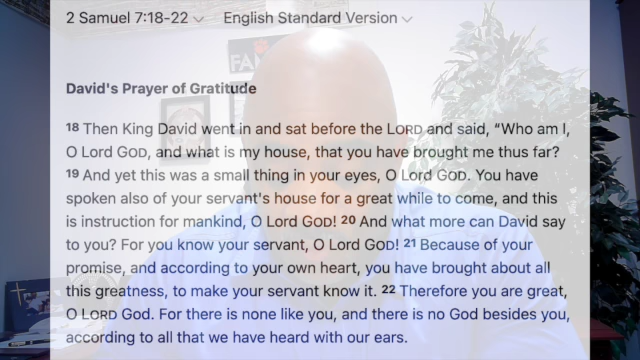 2 Samuel 7:18-22 English Standard Version
FA
David's Prayer of Gratitude
18 Then King David went in and sat before the LORD and said, “Who am I,
O Lord GOD, and what is my house, that you have brought me thus far?
19 And yet this was a small thing in your eyes, O Lord GOD. You have
spoken also of your servant's house for a great while to come, and this
is instruction for mankind, O Lord GOD! 20 And what more can David say
to you? For you know your servant, O Lord GOD! 21 Because of your
promise, and according to your own heart, you have brought about all
this greatness, to make your servant know it. 22 Therefore you are great,
O LORD God. For there is none like you, and there is no God besides you,
according to all that we have heard with our ears.